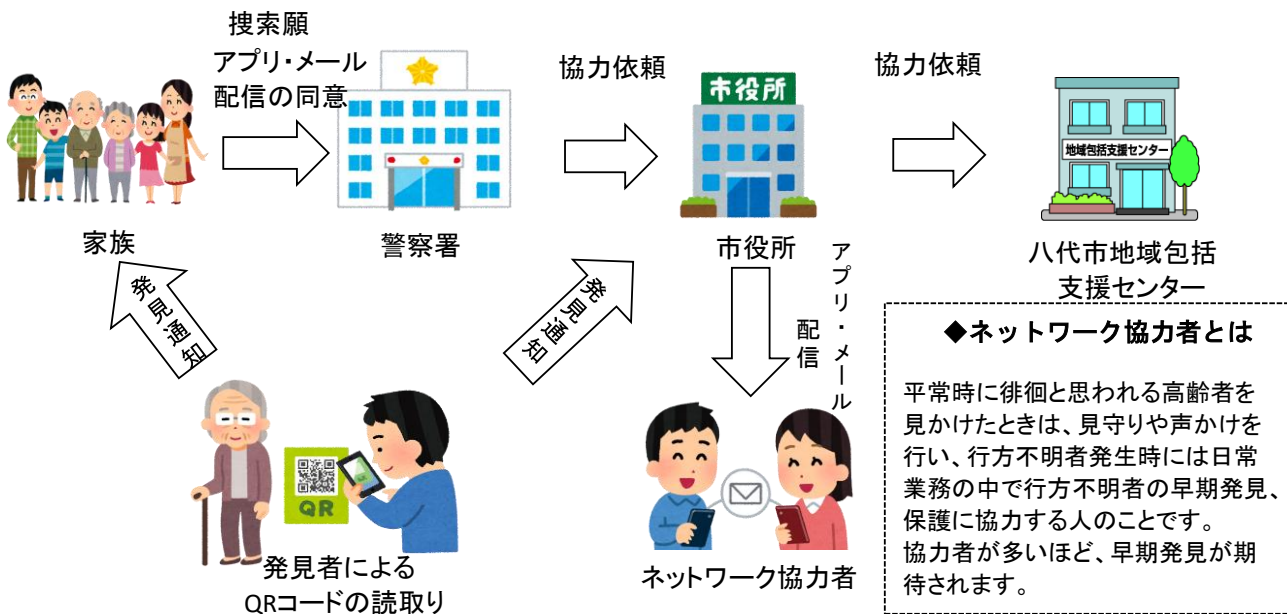 捜索願
アプリ・メール
配信の同意
協力依頼
協力依頼
市役所
地域包括支援センター
家族
警察署
市役所
八代市地域包括
支援センター
発見通知
発見通知
アプリ・メール
配信
◆ネットワーク協力者とは
平常時に徘徊と思われる高齢者を
見かけたときは、見守りや声かけを
行い、行方不明者発生時には日常
業務の中で行方不明者の早期発見、
保護に協力する人のことです。
協力者が多いほど、早期発見が期
待されます。
QR
発見者による
QRコードの読取り
ネットワーク協力者